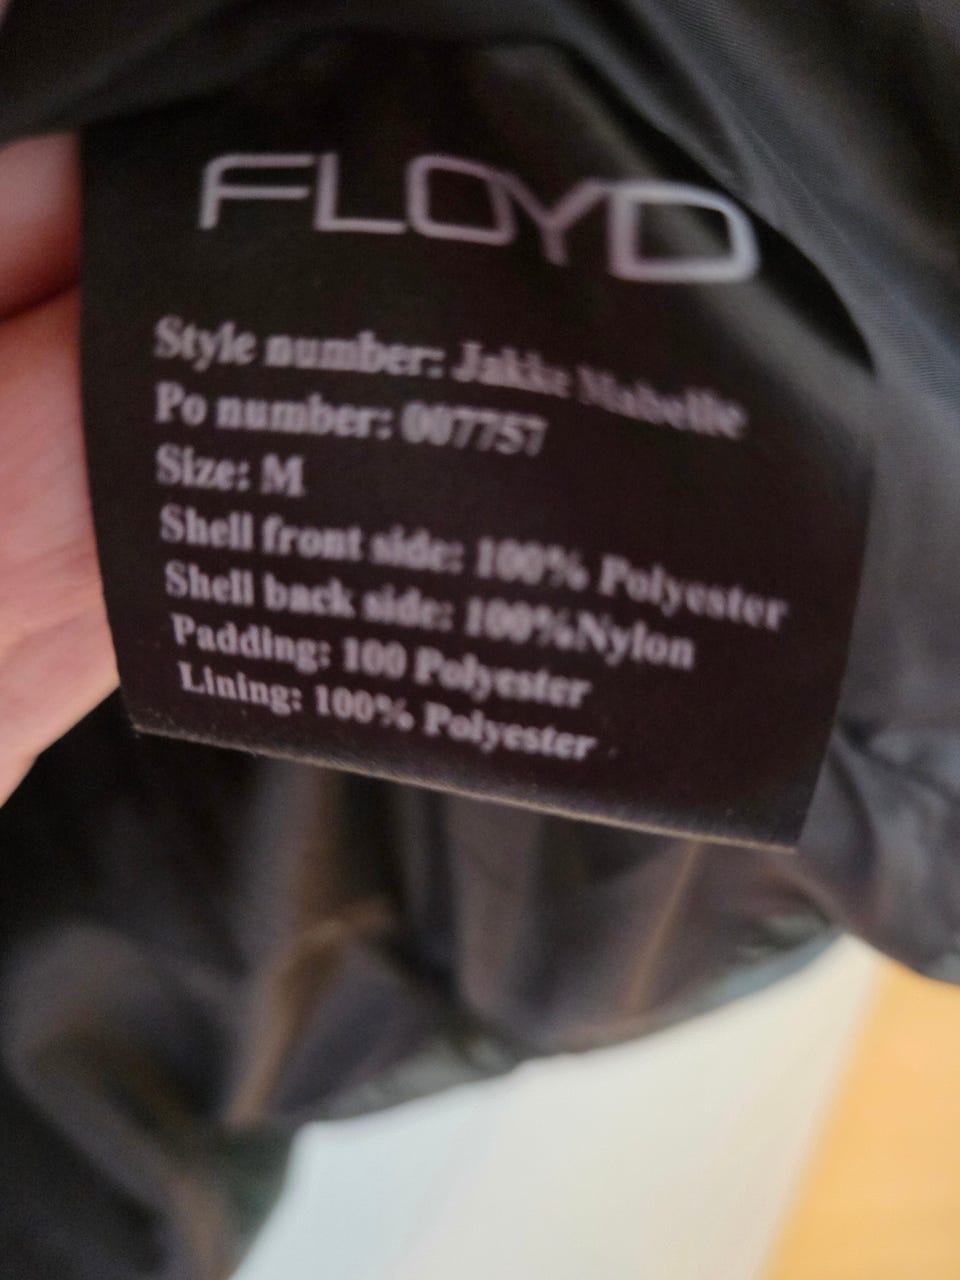 FLOYD
Style number: Jakke Mabelle
Po number: 007757
Size: M
Shell front side: 100% Polyester
Shell back side: 100%Nylon
Padding: 100 Polyester
Lining: 100% Polyester